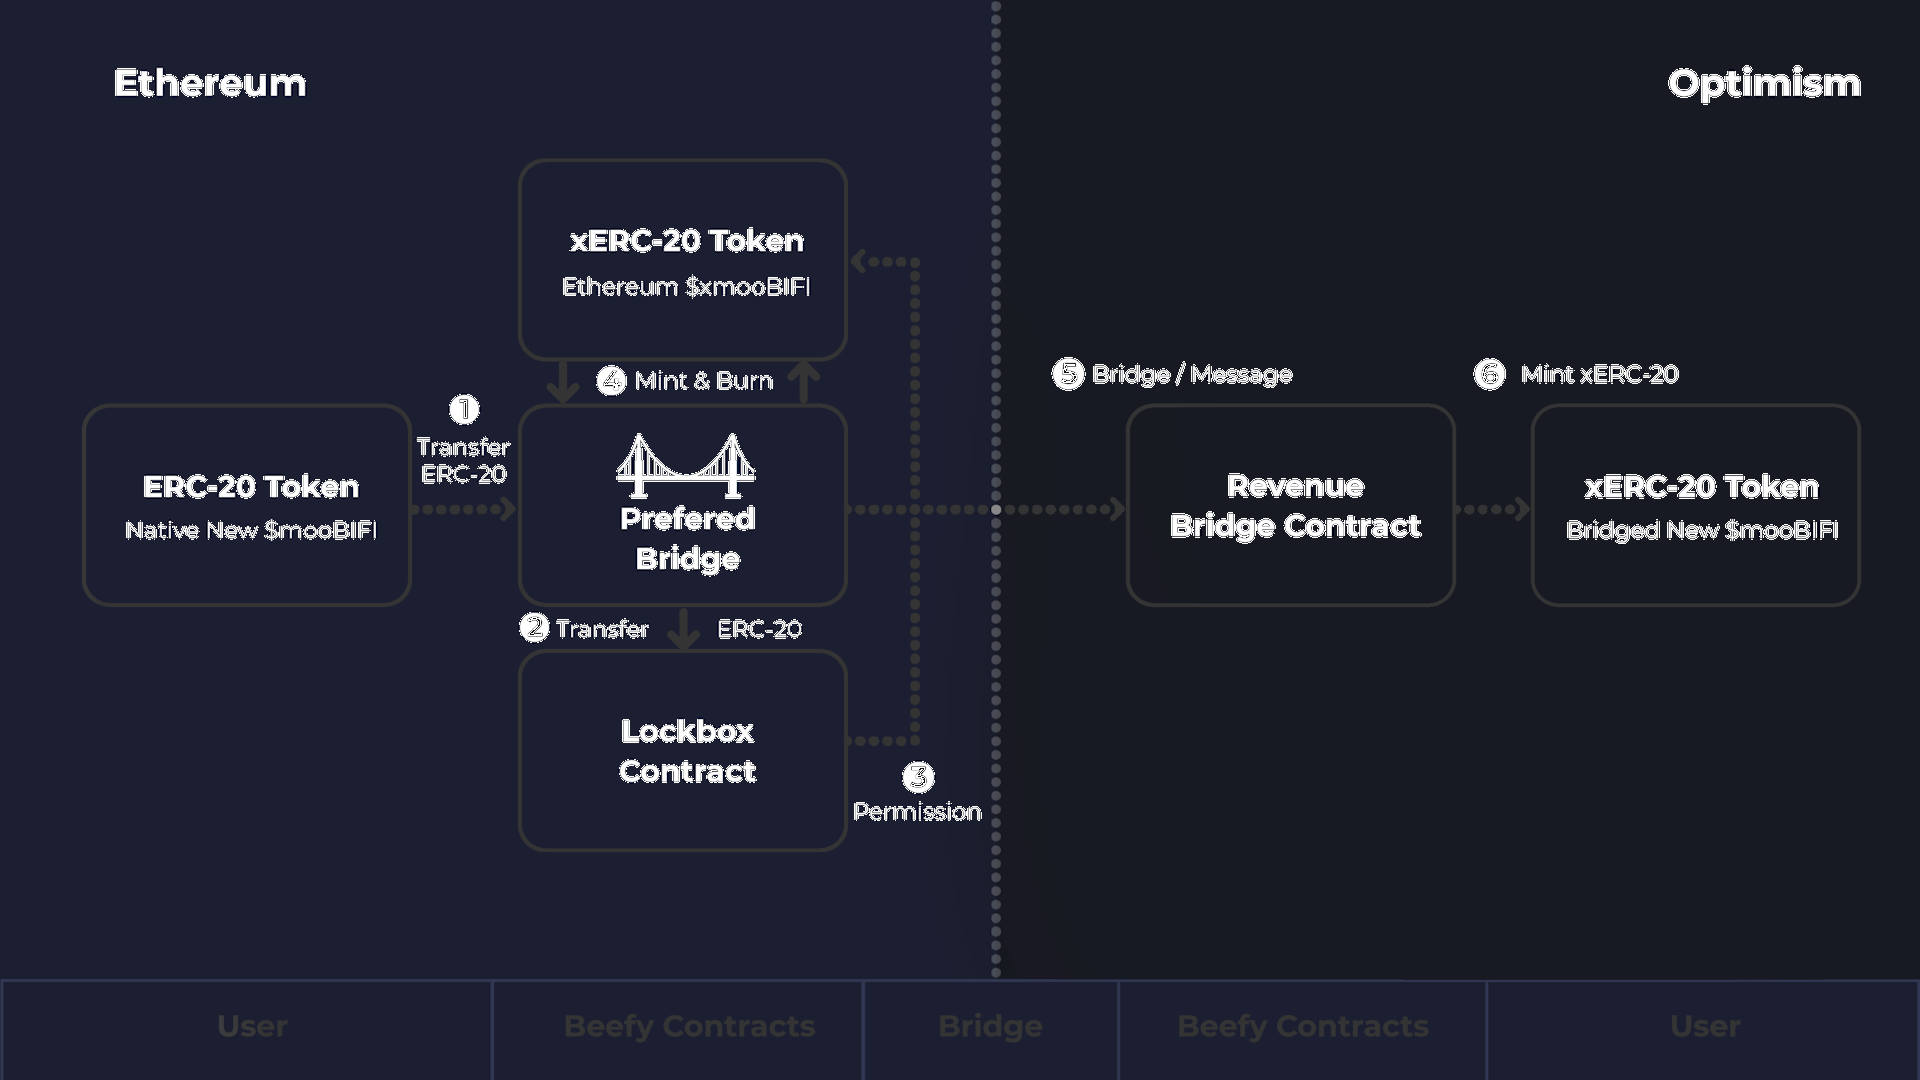 Ethereum
Optimism
xERC-20 Token
Ethereum $xmooBIFI
4 Mint & Burn
5 Bridge / Message
6 Mint xERC-20
1
Transfer
ERC-20
ERC-20 Token
Native New $mooBIFI
Prefered
Bridge
Revenue
Bridge Contract
xERC-20 Token
Bridged New $mooBIFI
2 Transfer ERC-20
Lockbox
Contract
3
Permission
User
Beefy Contracts
Bridge
Beefy Contracts
User